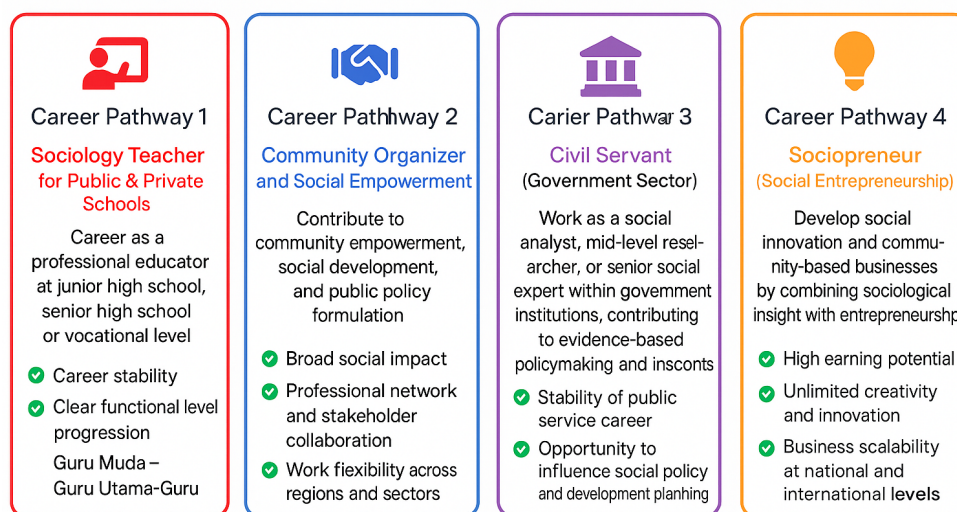 Career Pathway 1
Sociology Teacher
for Public & Private
Schools
Career as a
professional educator
at junior high school,
senior high school
or vocational level
Career stability
Clear functional level
progression
Guru Muda –
Guru Utama-Guru
Career Pathhway 2
Community Organizer
and Social Empowerment
Contribute to
community empowerment,
social development,
and public policy
formulation
Broad social impact
Professional network
and stakeholder
collaboration
Work fiexibility across
regions and sectors
Carier Pathwar 3
Civil Servant
(Government Sector)
Work as a social
analyst, mid-level resel-
archer, or senior social
expert within government
institutions, contributing
to evidence-based
policymaking and insconts
Stability of public
service career
Opportunity to
influence social policy
and development planhing
Career Pathway 4
Sociopreneur
(Social Entrepreneurship)
Develop social
innovation and commu-
nity-based businesses
by combining sociological
insight with entrepreneurshp
High earning potential
Unlimited creativity
and innovation
Business scalability
at national and
international levels